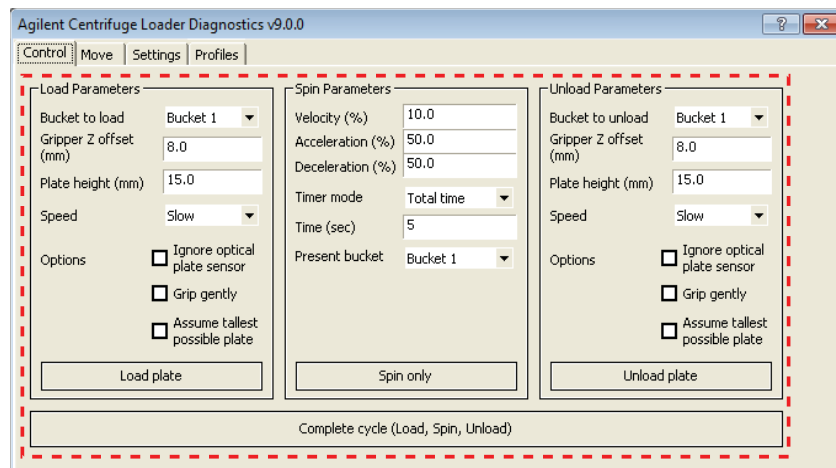 Agilent Centrifuge Loader Diagnostics v9.0.0
Control
Move
Settings
Profiles
Load Parameters
Bucket to load
Bucket 1
Gripper Z offset
(mm)
8.0
Plate height (mm)
15.0
Speed
Slow
Options
Ignore optical
plate sensor
Grip gently
Assume tallest
possible plate
Load plate
Spin Parameters
Velocity (%)
10.0
Acceleration (%)
50.0
Deceleration (%)
50.0
Timer mode
Total time
Time (sec)
5
Present bucket
Bucket 1
Spin only
Unload Parameters
Bucket to unload
Bucket 1
Gripper Z offset
(mm)
8.0
Plate height (mm)
15.0
Speed
Slow
Options
Ignore optical
plate sensor
Grip gently
Assume tallest
possible plate
Unload plate
Complete cycle (Load, Spin, Unload)